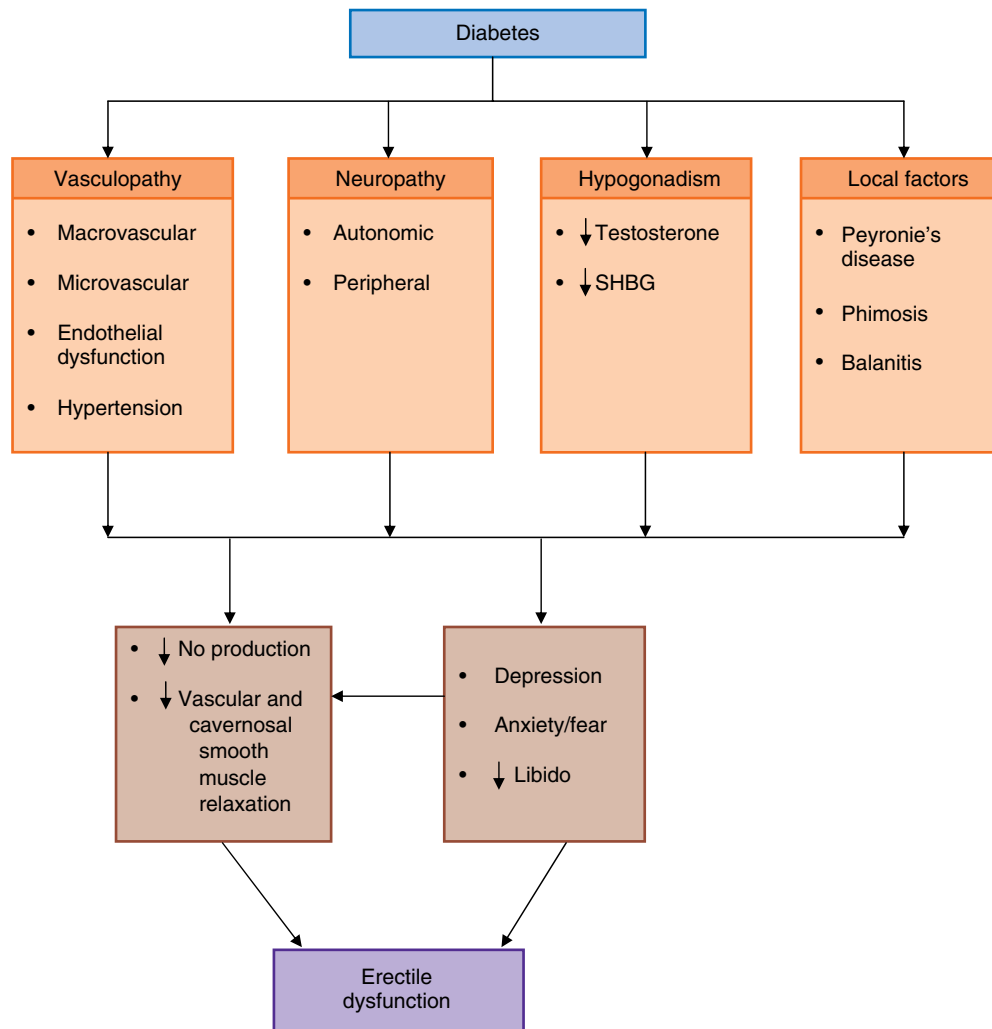 Diabetes
Vasculopathy
• Macrovascular
• Microvascular
• Endothelial
dysfunction
• Hypertension
Neuropathy
• Autonomic
• Peripheral
Hypogonadism
• ↓ Testosterone
• ↓ SHBG
Local factors
• Peyronie's
disease
• Phimosis
• Balanitis
• ↓ No production
• ↓ Vascular and
cavernosal
smooth
muscle
relaxation
• Depression
• Anxiety/fear
• ↓ Libido
Erectile
dysfunction